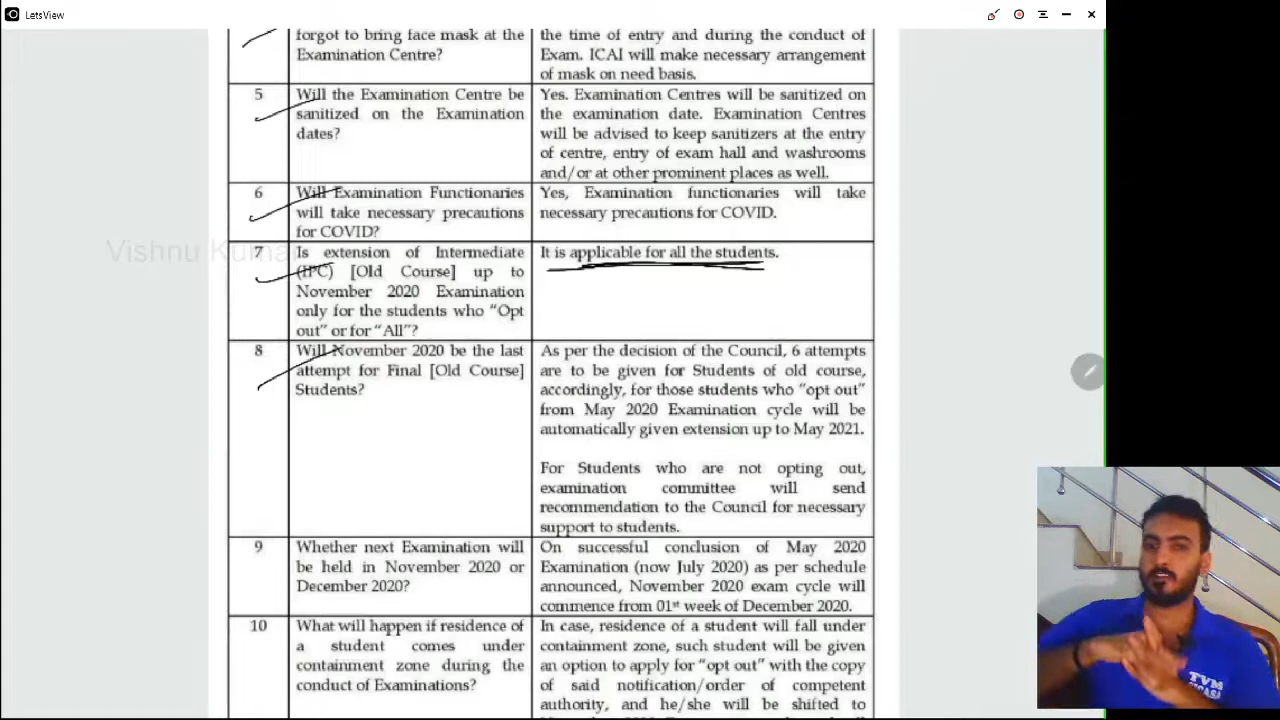 LetsView
forgot to bring face mask at the
Examination Centre?
the time of entry and during the conduct of
Exam. ICAI will make necessary arrangement
of mask on need basis.
5
Will the Examination Centre be
sanitized on the Examination
dates?
Yes. Examination Centres will be sanitized on
the examination date. Examination Centres
will be advised to keep sanitizers at the entry
of centre, entry of exam hall and washrooms
and/or at other prominent places as well.
6
Will Examination Functionaries
will take necessary precautions
for COVID?
Yes, Examination functionaries will take
necessary precautions for COVID.
Vishnu Kuma
7
Is extension of Intermediate
(IPC) [Old Course] up to
November 2020 Examination
only for the students who “Opt
out” or for “All”?
It is applicable for all the students.
8
Will November 2020 be the last
attempt for Final [Old Course]
Students?
As per the decision of the Council, 6 attempts
are to be given for Students of old course,
accordingly, for those students who “opt out”
from May 2020 Examination cycle will be
automatically given extension up to May 2021.
For Students who are not opting out,
examination committee will send
recommendation to the Council for necessary
support to students.
9
Whether next Examination will
be held in November 2020 or
December 2020?
On successful conclusion of May 2020
Examination (now July 2020) as per schedule
announced, November 2020 exam cycle will
commence from 01st week of December 2020.
10
What will happen if residence of
a student comes under
containment zone during the
conduct of Examinations?
In case, residence of a student will fall under
containment zone, such student will be given
an option to apply for “opt out” with the copy
of said notification/order of competent
authority, and he/she will be shifted to
TVM